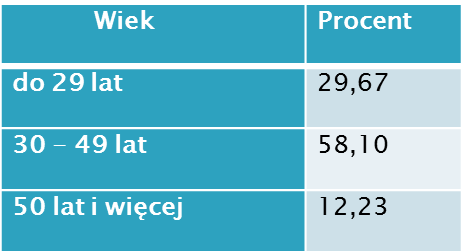 Wiek Procent
do 29 lat 29,67
30 – 49 lat 58,10
50 lat i więcej 12,23